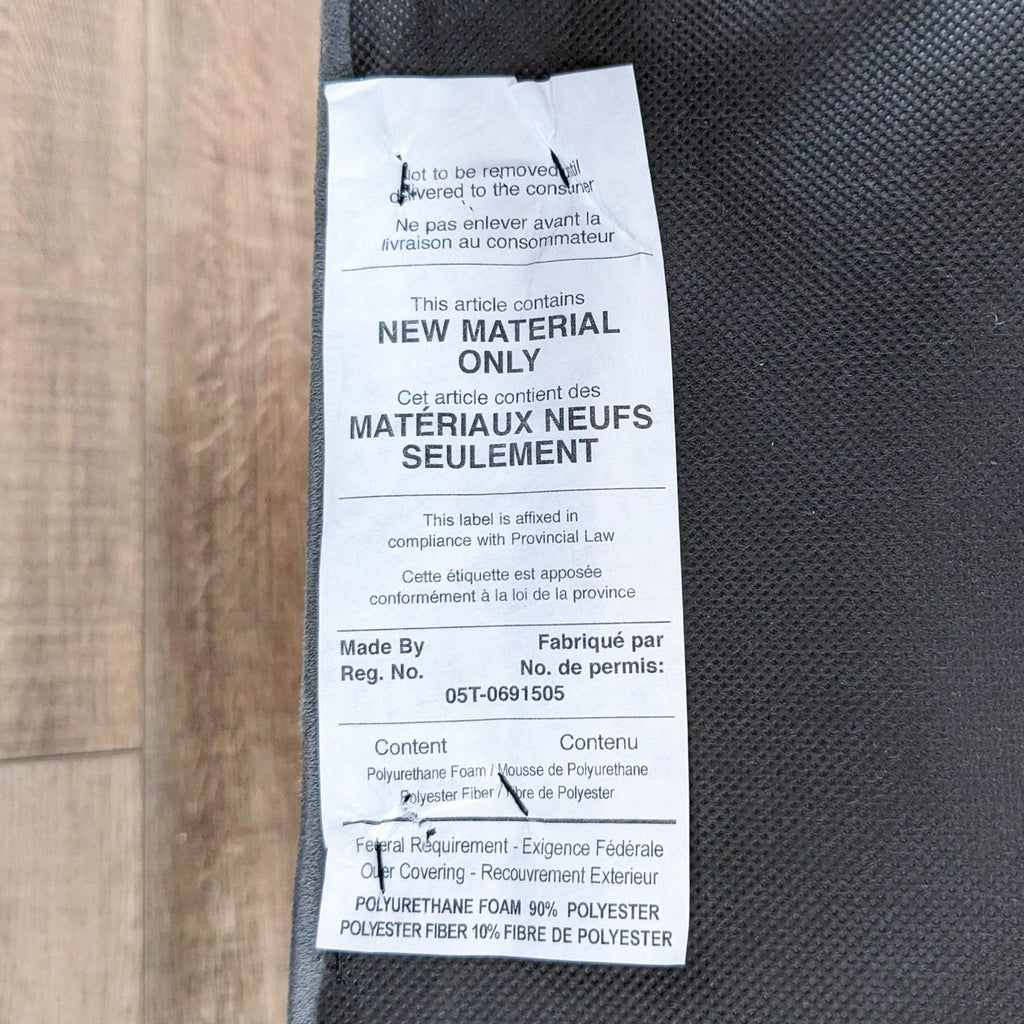 Not to be removed until
delivered to the consumer
Ne pas enlever avant la
livraison au consommateur
This article contains
NEW MATERIAL
ONLY
Cet article contient des
MATÉRIAUX NEUFS
SEULEMENT
This label is affixed in
compliance with Provincial Law
Cette étiquette est apposée
conformément à la loi de la province
Made By Fabriqué par
Reg. No. No. de permis:
05T-0691505
Content Contenu
Polyurethane Foam / Mousse de Polyurethane
Polyester Fiber / Fibre de Polyester
Federal Requirement - Exigence Fédérale
Outer Covering - Recouvrement Exterieur
POLYURETHANE FOAM 90% POLYESTER
POLYESTER FIBER 10% FIBRE DE POLYESTER